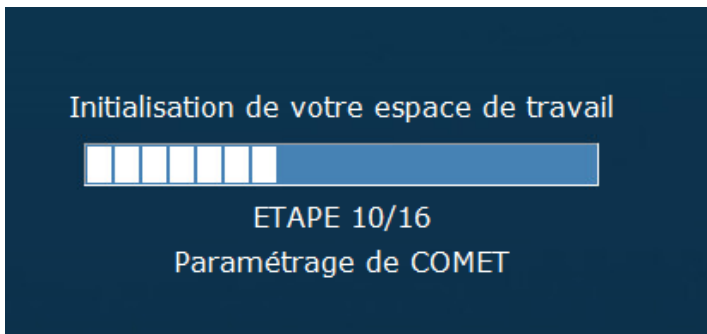 Initialisation de votre espace de travail
ETAPE 10/16
Paramétrage de COMET